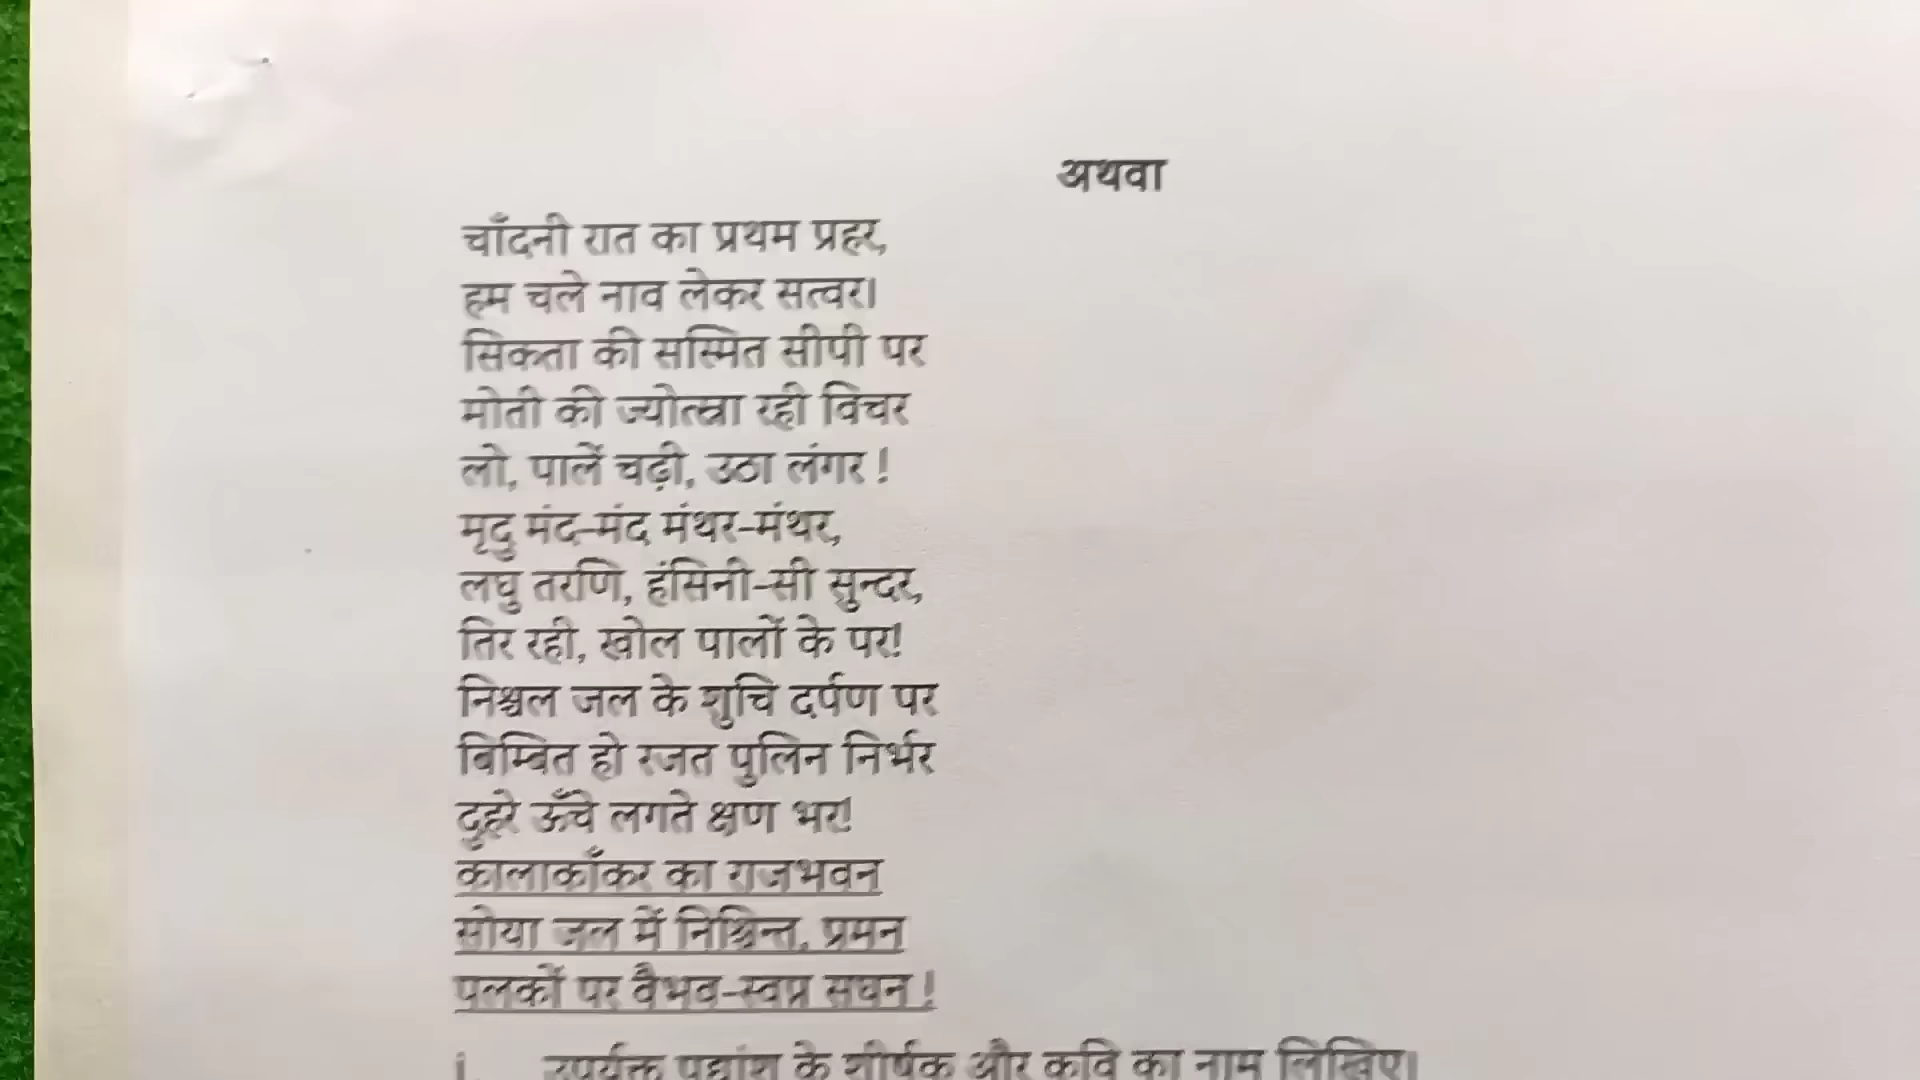 अथवा
चाँदनी रात का प्रथम प्रहर,
हम चले नाव लेकर सत्वर।
सिकता की सस्मित सीपी पर
मोती की ज्योत्स्ना रही विचर
लो, पालें चढ़ी, उठा लंगर !
मृदु मंद-मंद मंथर-मंथर,
लघु तरणि, हंसिनी-सी सुन्दर,
तिर रही, खोल पालों के पर!
निश्चल जल के शुचि दर्पण पर
बिम्बित हो रजत पुलिन निर्भर
दुहरे ऊँचे लगते क्षण भर!
कालाकाँकर का राजभवन
सोया जल में निश्चिन्त, प्रमन
पलकों पर वैभव-स्वप्न सघन !
i. उपर्युक्त पद्यांश के शीर्षक और कवि का नाम लिखिए।